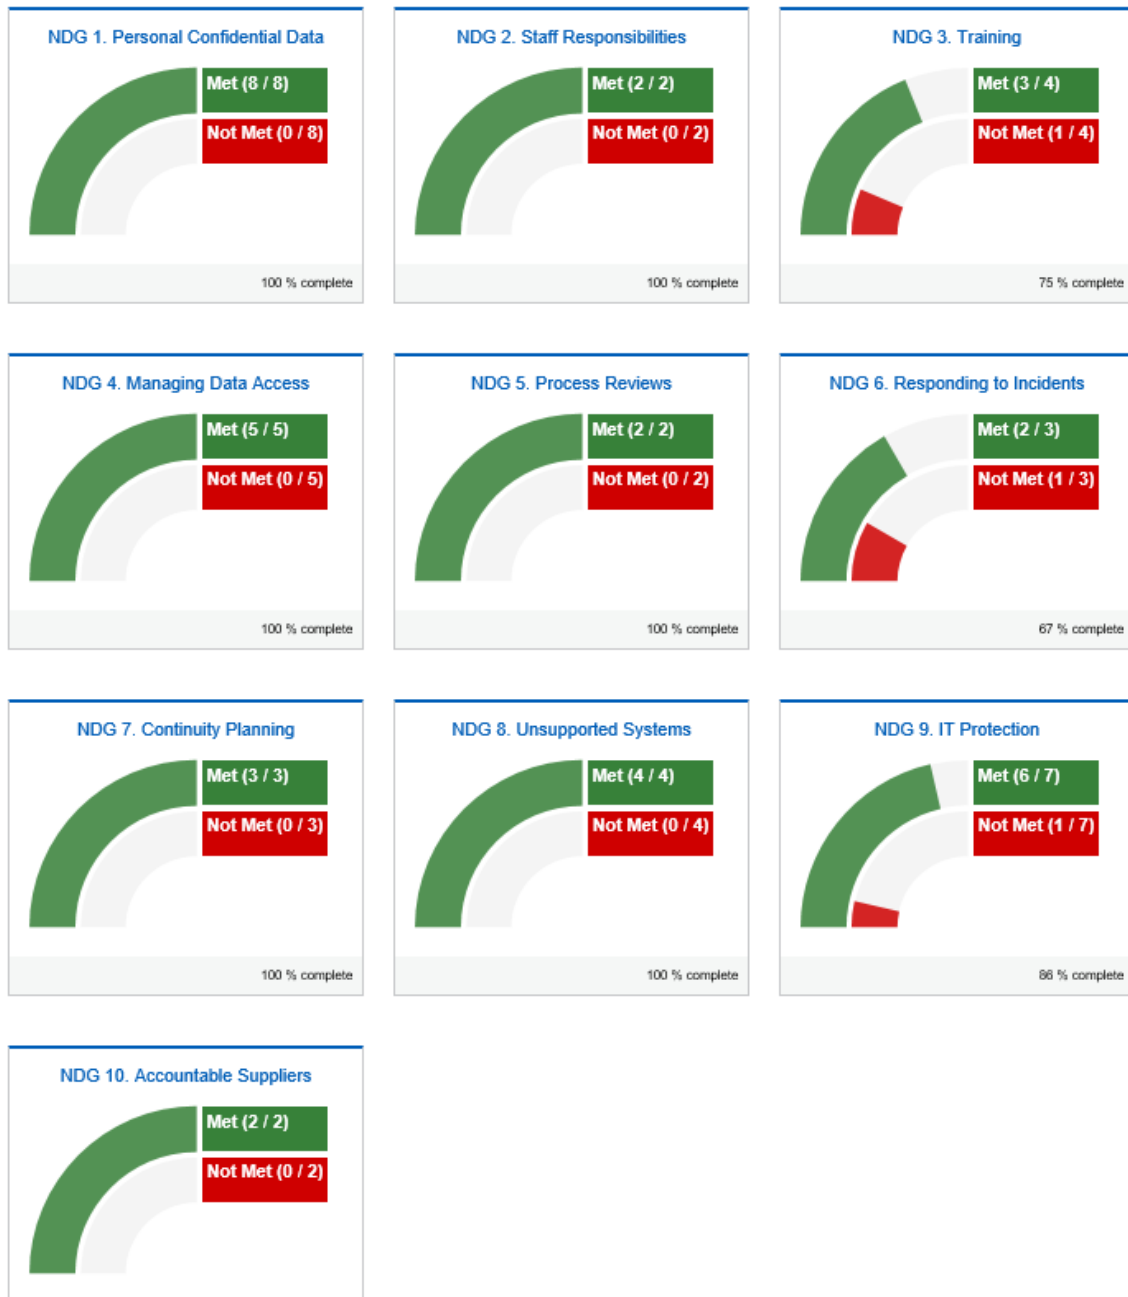 NDG 1. Personal Confidential Data
Met (8 / 8)
Not Met (0 / 8)
100 % complete
NDG 2. Staff Responsibilities
Met (2 / 2)
Not Met (0 / 2)
100 % complete
NDG 3. Training
Met (3 / 4)
Not Met (1 / 4)
75 % complete
NDG 4. Managing Data Access
Met (5 / 5)
Not Met (0 / 5)
100 % complete
NDG 5. Process Reviews
Met (2 / 2)
Not Met (0 / 2)
100 % complete
NDG 6. Responding to Incidents
Met (2 / 3)
Not Met (1 / 3)
67 % complete
NDG 7. Continuity Planning
Met (3 / 3)
Not Met (0 / 3)
100 % complete
NDG 8. Unsupported Systems
Met (4 / 4)
Not Met (0 / 4)
100 % complete
NDG 9. IT Protection
Met (6 / 7)
Not Met (1 / 7)
86 % complete
NDG 10. Accountable Suppliers
Met (2 / 2)
Not Met (0 / 2)